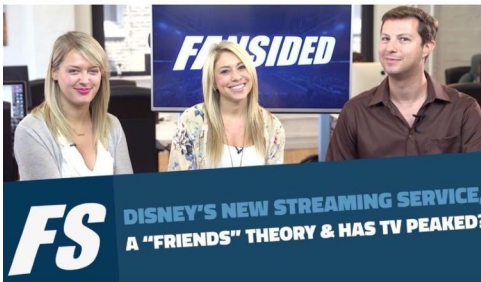 FANSIDED
FS
DISNEY'S NEW STREAMING SERVICE,
A "FRIENDS" THEORY & HAS TV PEAKED?